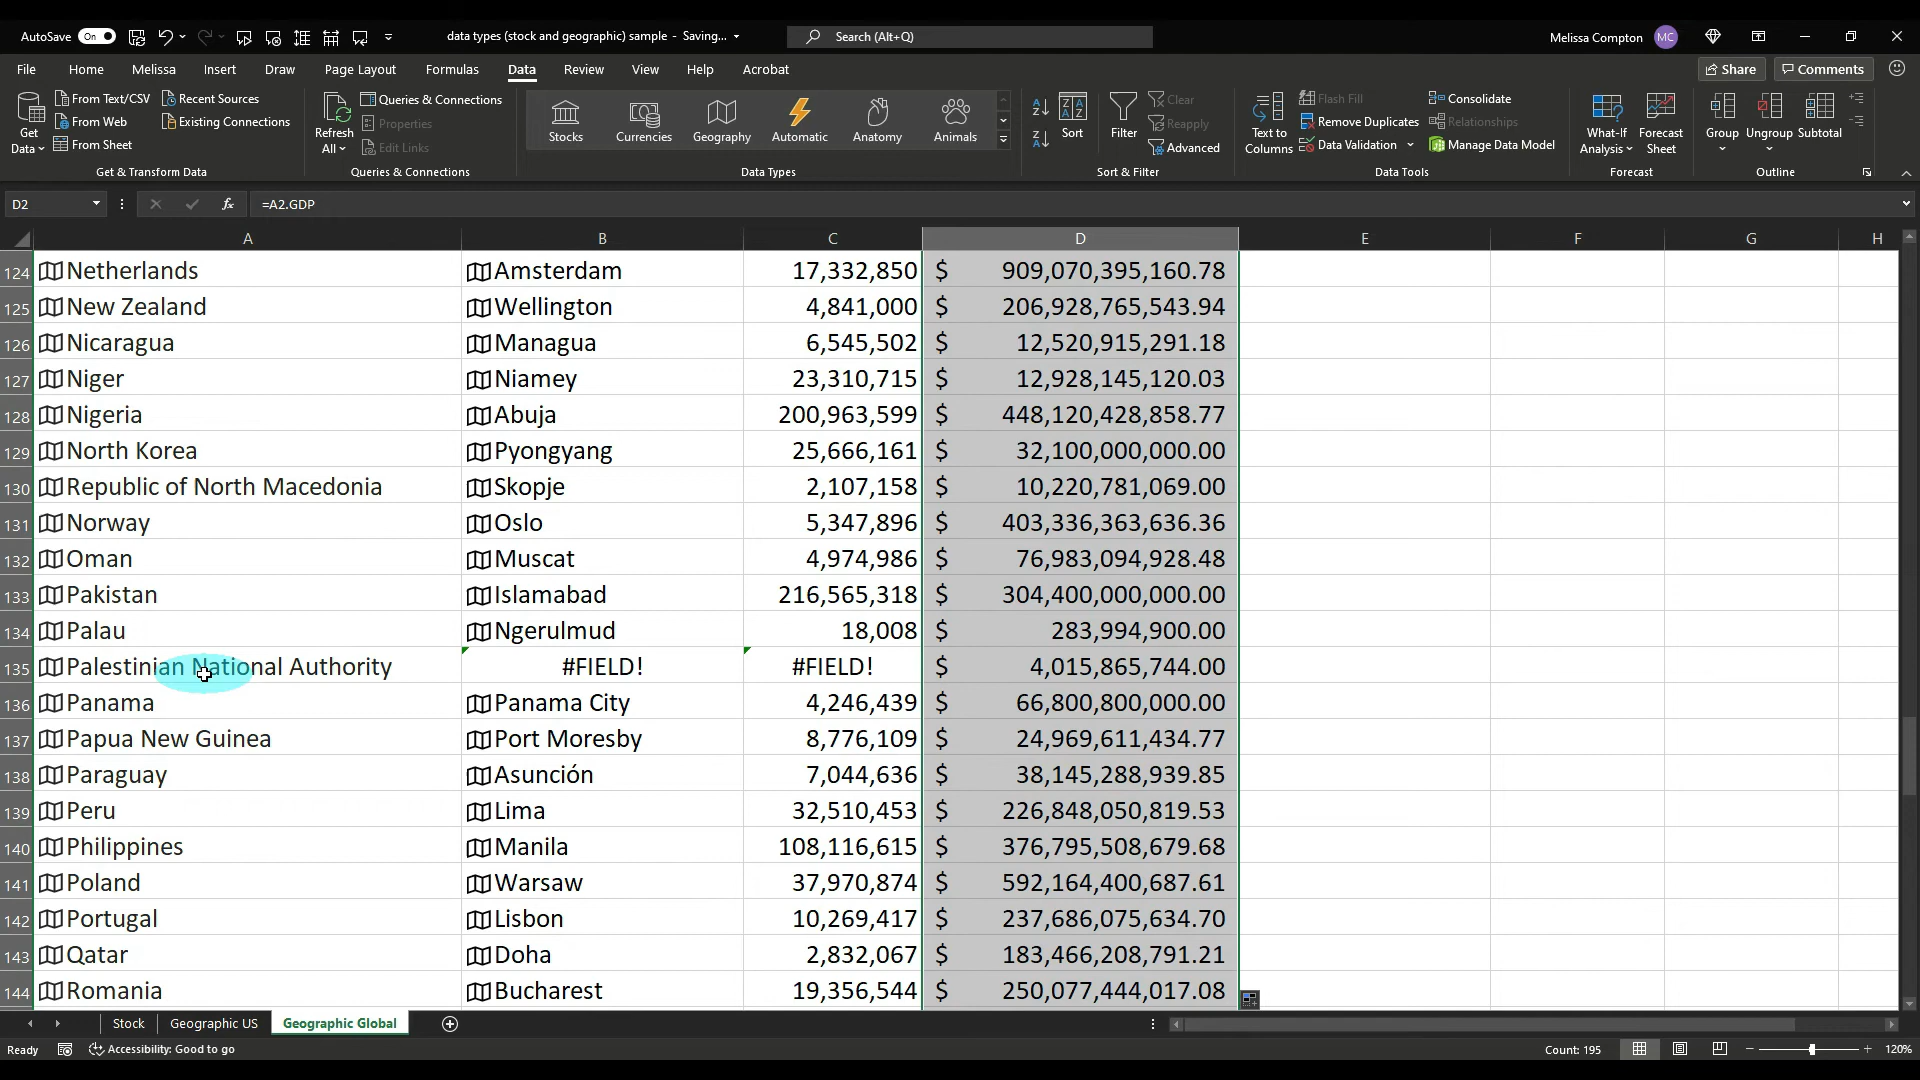 AutoSave On data types (stock and geographic) sample - Saving... Search (Alt+Q) Melissa Compton MC
File Home Melissa Insert Draw Page Layout Formulas Data Review View Help Acrobat Share Comments
Get Data From Text/CSV From Web From Sheet Recent Sources Existing Connections
Get & Transform Data
Refresh All Queries & Connections Properties Edit Links
Queries & Connections
Stocks Currencies Geography Automatic Anatomy Animals
Data Types
Sort Filter Clear Reapply Advanced
Sort & Filter
Text to Columns Flash Fill Remove Duplicates Data Validation Consolidate Relationships Manage Data Model
Data Tools
What-If Analysis Forecast Sheet
Forecast
Group Ungroup Subtotal
Outline
D2 fx =A2.GDP
A B C D E F G H
124 Netherlands Amsterdam 17,332,850 $ 909,070,395,160.78
125 New Zealand Wellington 4,841,000 $ 206,928,765,543.94
126 Nicaragua Managua 6,545,502 $ 12,520,915,291.18
127 Niger Niamey 23,310,715 $ 12,928,145,120.03
128 Nigeria Abuja 200,963,599 $ 448,120,428,858.77
129 North Korea Pyongyang 25,666,161 $ 32,100,000,000.00
130 Republic of North Macedonia Skopje 2,107,158 $ 10,220,781,069.00
131 Norway Oslo 5,347,896 $ 403,336,363,636.36
132 Oman Muscat 4,974,986 $ 76,983,094,928.48
133 Pakistan Islamabad 216,565,318 $ 304,400,000,000.00
134 Palau Ngerulmud 18,008 $ 283,994,900.00
135 Palestinian National Authority #FIELD! #FIELD! $ 4,015,865,744.00
136 Panama Panama City 4,246,439 $ 66,800,800,000.00
137 Papua New Guinea Port Moresby 8,776,109 $ 24,969,611,434.77
138 Paraguay Asunción 7,044,636 $ 38,145,288,939.85
139 Peru Lima 32,510,453 $ 226,848,050,819.53
140 Philippines Manila 108,116,615 $ 376,795,508,679.68
141 Poland Warsaw 37,970,874 $ 592,164,400,687.61
142 Portugal Lisbon 10,269,417 $ 237,686,075,634.70
143 Qatar Doha 2,832,067 $ 183,466,208,791.21
144 Romania Bucharest 19,356,544 $ 250,077,444,017.08
Stock Geographic US Geographic Global
Ready Accessibility: Good to go Count: 195 120%